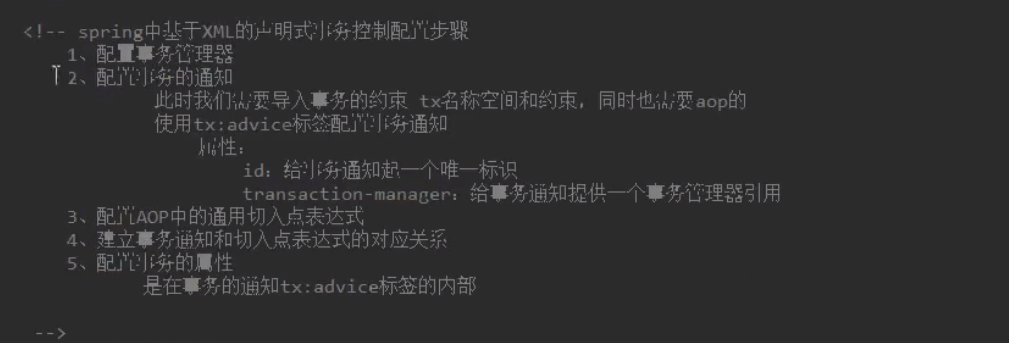 <!-- spring中基于XML的声明式事务控制配置步骤
1、配置事务管理器
2、配置事务的通知
此时我们需要导入事务的约束 tx名称空间和约束，同时也需要aop的
使用tx:advice标签配置事务通知
属性：
id：给事务通知起一个唯一标识
transaction-manager：给事务通知提供一个事务管理器引用
3、配置AOP中的通用切入点表达式
4、建立事务通知和切入点表达式的对应关系
5、配置事务的属性
是在事务的通知tx:advice标签的内部
-->